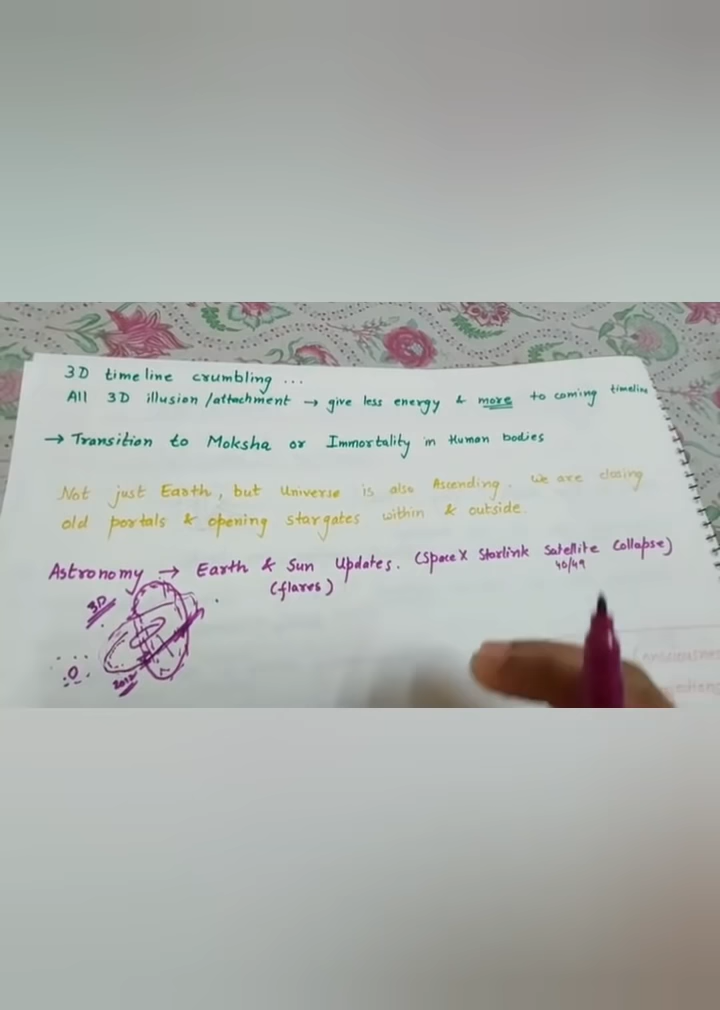 3D timeline crumbling ...
All 3D illusion/attachment → give less energy & more to coming timeline
→ Transition to Moksha or Immortality in Human bodies
Not just Earth, but Universe is also Ascending. We are closing
old portals & opening stargates within & outside.
Astronomy → Earth & Sun Updates. (SpaceX Starlink Satellite Collapse)
(flares)
40/49
3D
2012